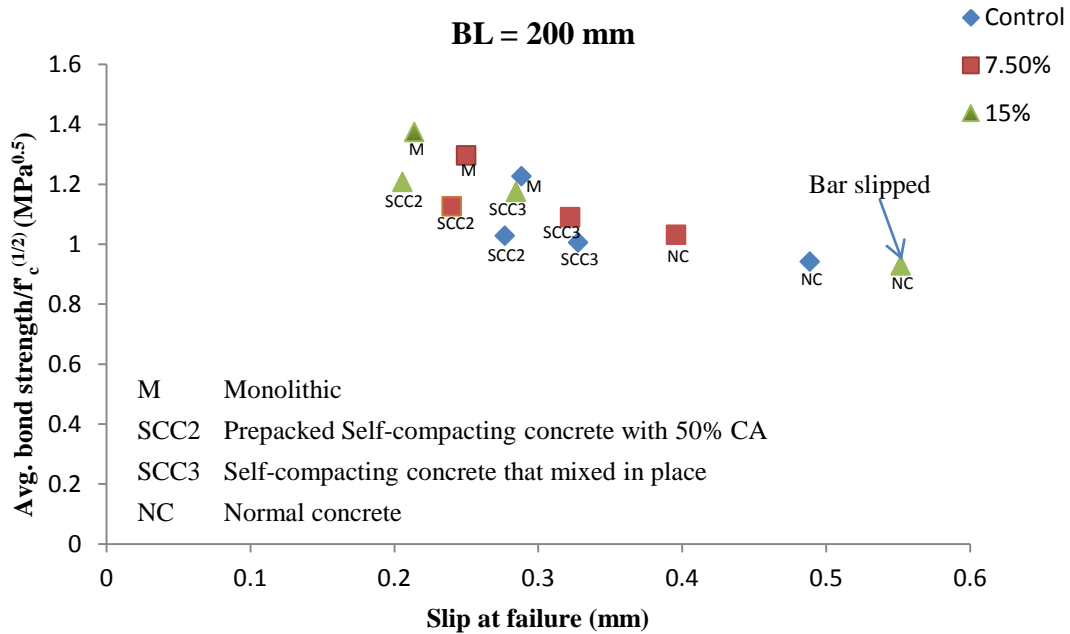 BL = 200 mm
Control
7.50%
15%
Avg. bond strength/f'c^(1/2) (MPa^0.5)
1.6
1.4
1.2
1
0.8
0.6
0.4
0.2
0
M
M
M
SCC2
SCC3
SCC2
SCC3
SCC2
SCC3
NC
NC
NC
Bar slipped
M Monolithic
SCC2 Prepacked Self-compacting concrete with 50% CA
SCC3 Self-compacting concrete that mixed in place
NC Normal concrete
0 0.1 0.2 0.3 0.4 0.5 0.6
Slip at failure (mm)